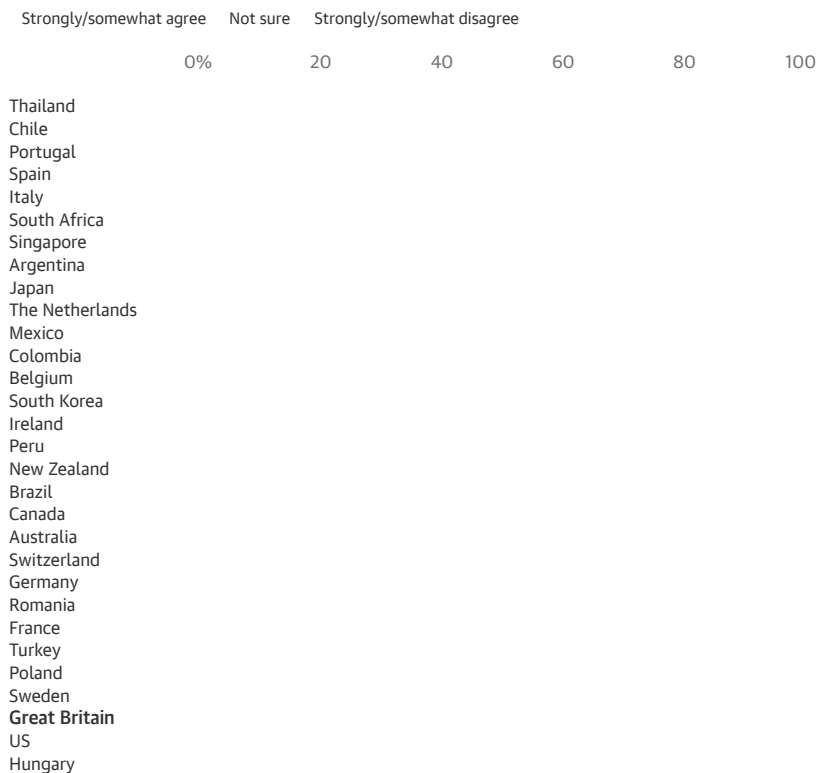 Strongly/somewhat agree Not sure Strongly/somewhat disagree
0% 20 40 60 80 100
Thailand
Chile
Portugal
Spain
Italy
South Africa
Singapore
Argentina
Japan
The Netherlands
Mexico
Colombia
Belgium
South Korea
Ireland
Peru
New Zealand
Brazil
Canada
Australia
Switzerland
Germany
Romania
France
Turkey
Poland
Sweden
Great Britain
US
Hungary